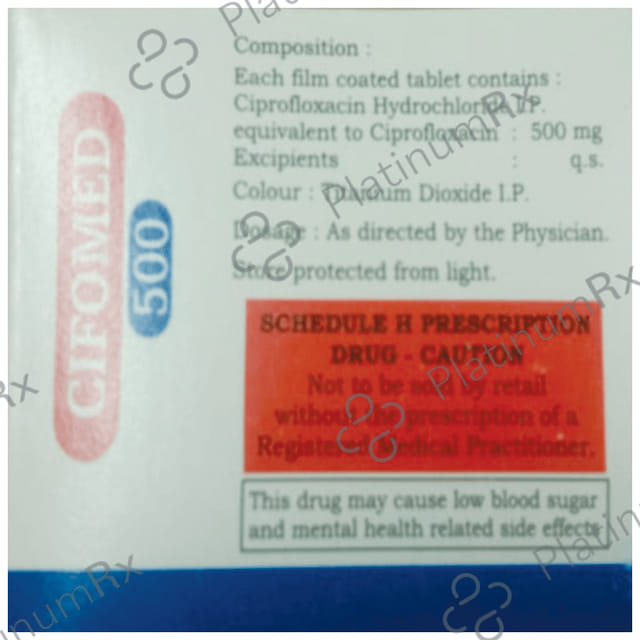 Composition :
Each film coated tablet contains :
Ciprofloxacin Hydrochloride I.P.
equivalent to Ciprofloxacin : 500 mg
Excipients : q.s.
Colour : Titanium Dioxide I.P.
Dosage : As directed by the Physician.
Store protected from light.
CIFOMED
500
SCHEDULE H PRESCRIPTION
DRUG - CAUTION
Not to be sold by retail
without the prescription of a
Registered Medical Practitioner.
This drug may cause low blood sugar
and mental health related side effects
PlatinumRx
PlatinumRx
PlatinumRx